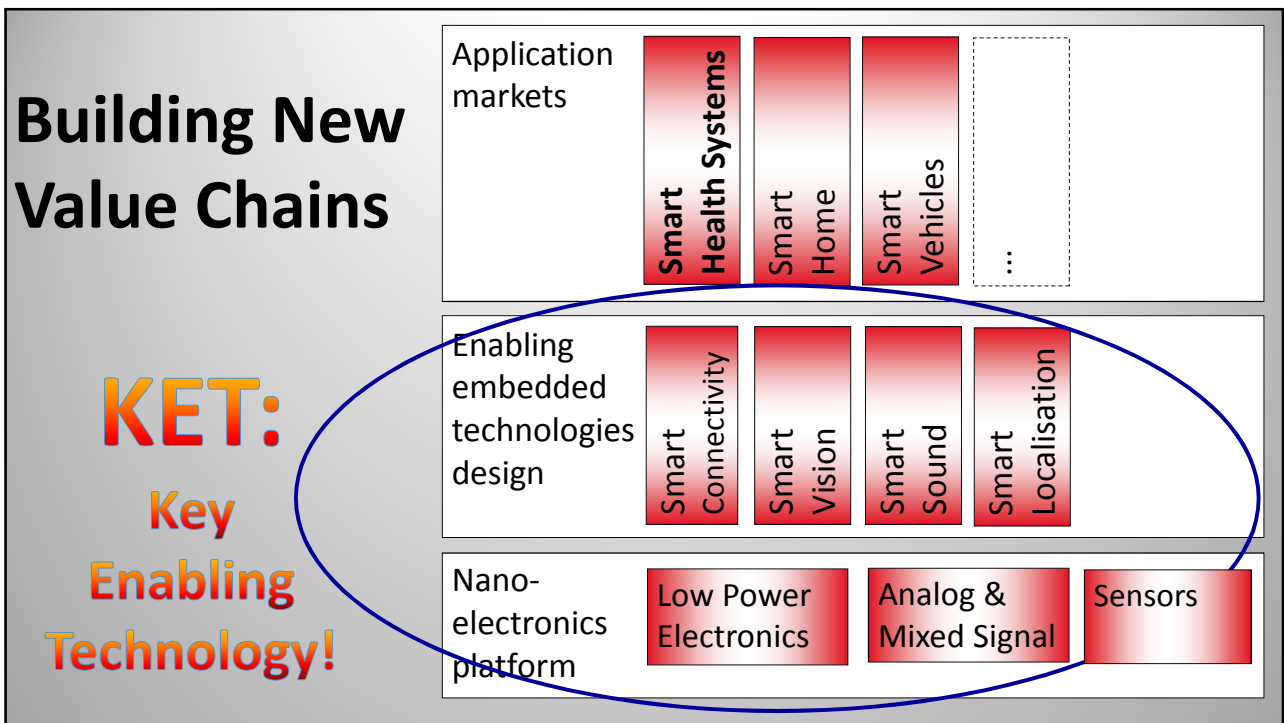 Building New
Value Chains
KET:
Key
Enabling
Technology!
Application
markets
Smart
Health Systems
Smart
Home
Smart
Vehicles
...
Enabling
embedded
technologies
design
Smart
Connectivity
Smart
Vision
Smart
Sound
Smart
Localisation
Nano-
electronics
platform
Low Power
Electronics
Analog &
Mixed Signal
Sensors